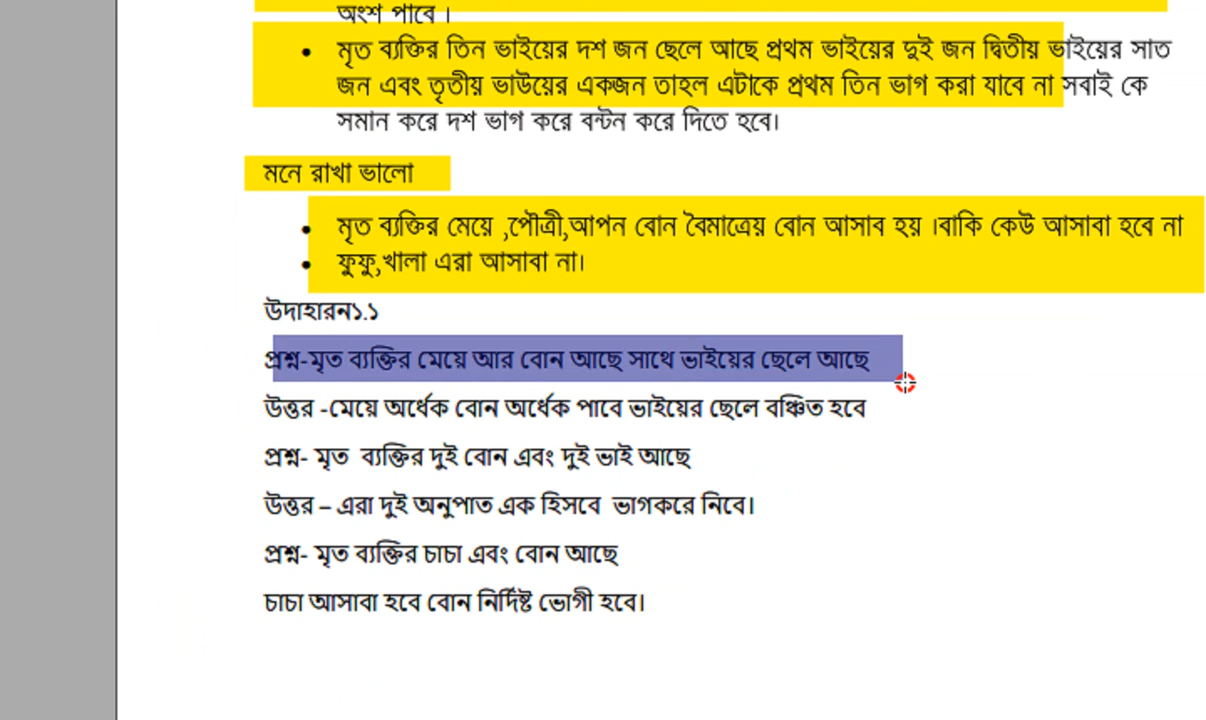 অংশ পাবে ।
• মৃত ব্যক্তির তিন ভাইয়ের দশ জন ছেলে আছে প্রথম ভাইয়ের দুই জন দ্বিতীয় ভাইয়ের সাত
জন এবং তৃতীয় ভাউয়ের একজন তাহল এটাকে প্রথম তিন ভাগ করা যাবে না সবাই কে
সমান করে দশ ভাগ করে বন্টন করে দিতে হবে।
মনে রাখা ভালো
• মৃত ব্যক্তির মেয়ে ,পৌত্রী,আপন বোন বৈমাত্রেয় বোন আসাব হয় ।বাকি কেউ আসাবা হবে না
• ফুফু,খালা এরা আসাবা না।
উদাহারন১.১
প্রশ্ন-মৃত ব্যক্তির মেয়ে আর বোন আছে সাথে ভাইয়ের ছেলে আছে
উত্তর -মেয়ে অর্ধেক বোন অর্ধেক পাবে ভাইয়ের ছেলে বঞ্চিত হবে
প্রশ্ন- মৃত ব্যক্তির দুই বোন এবং দুই ভাই আছে
উত্তর – এরা দুই অনুপাত এক হিসবে ভাগকরে নিবে।
প্রশ্ন- মৃত ব্যক্তির চাচা এবং বোন আছে
চাচা আসাবা হবে বোন নির্দিষ্ট ভোগী হবে।